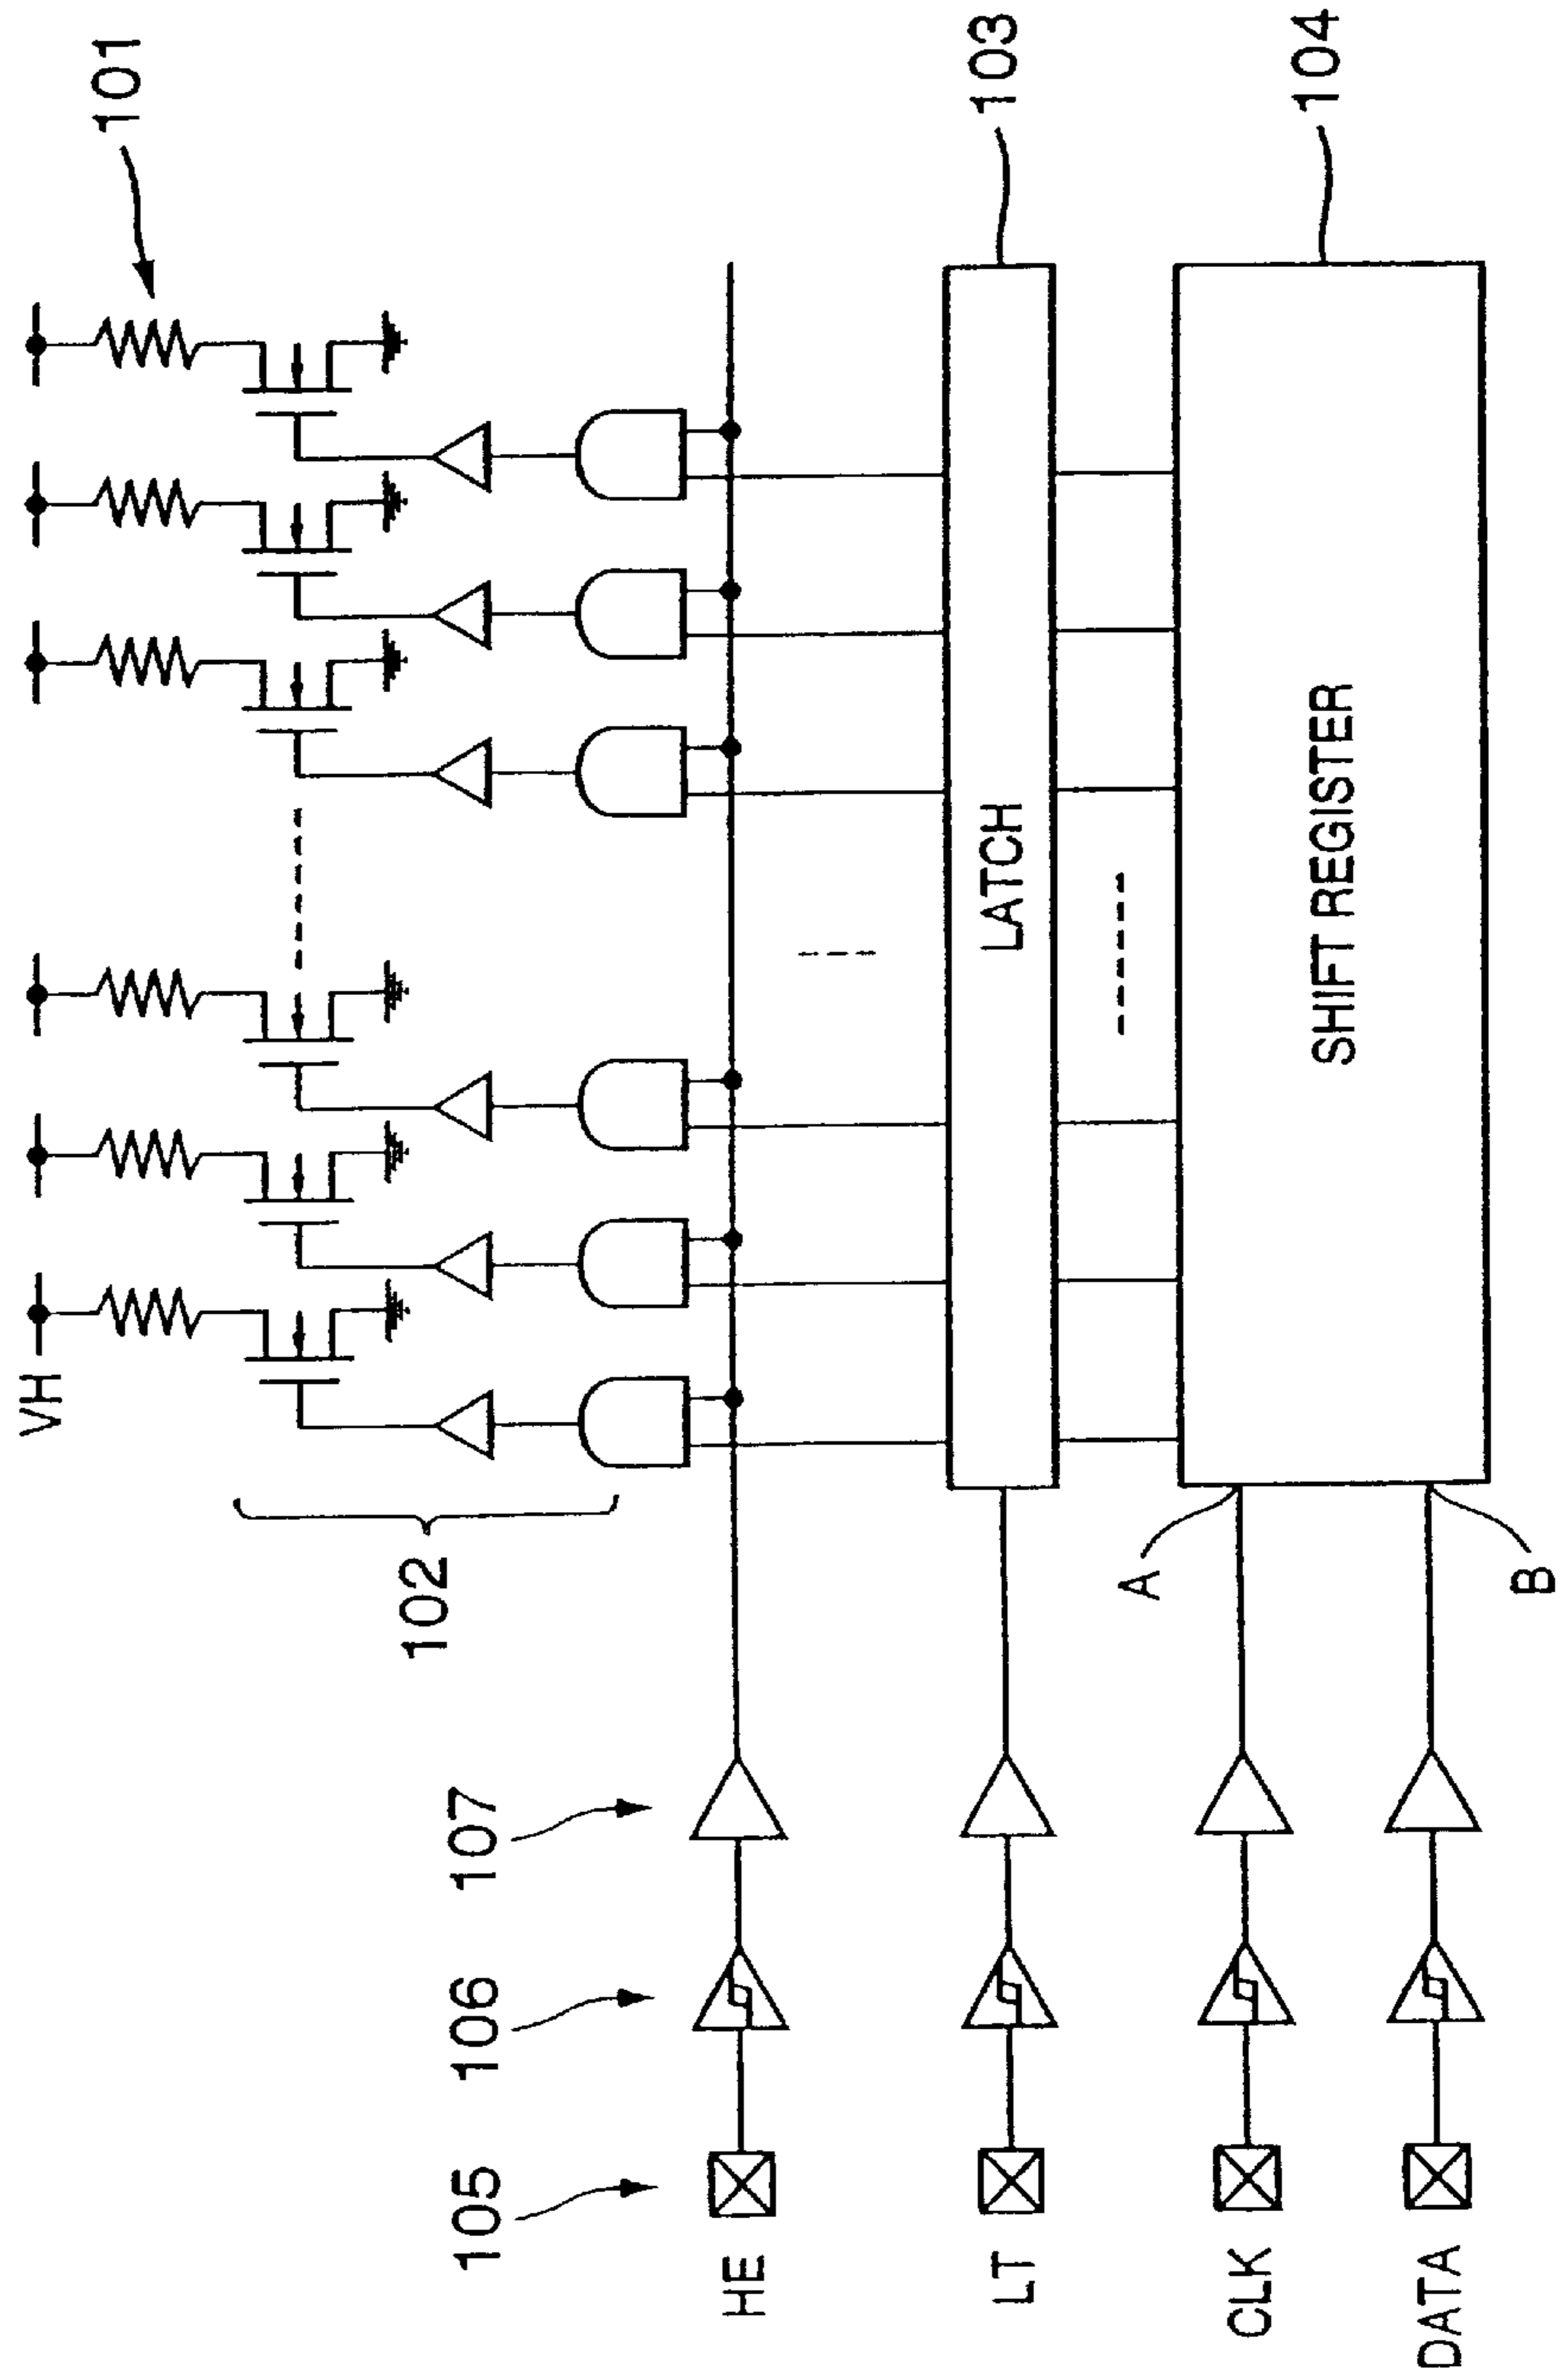 101
VH
102
103
LATCH
104
SHIFT REGISTER
A
B
107
106
105
HE
LT
CLK
DATA